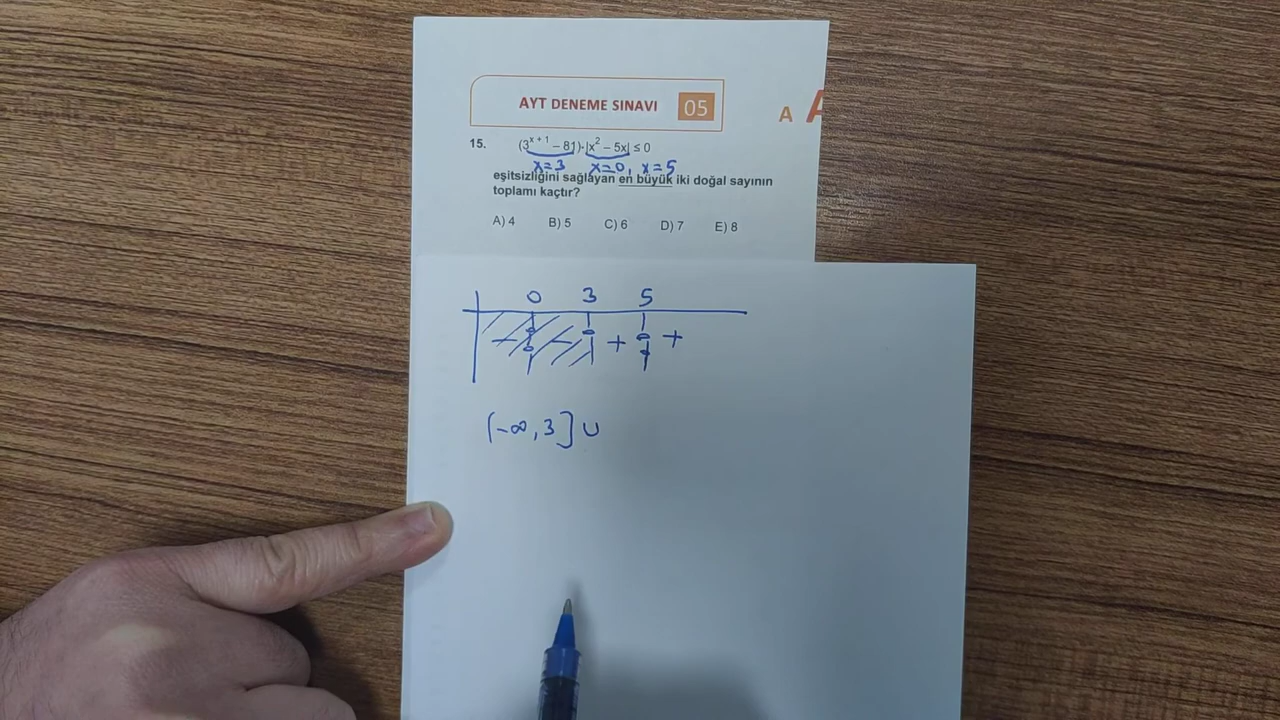 AYT DENEME SINAVI 05
A A
15. (3^{x+1} − 81)·|x² − 5x| ≤ 0
x=3 x=0, x=5
eşitsizliğini sağlayan en büyük iki doğal sayının
toplamı kaçtır?
A) 4 B) 5 C) 6 D) 7 E) 8
0 3 5
− − + +
(-∞, 3] ∪